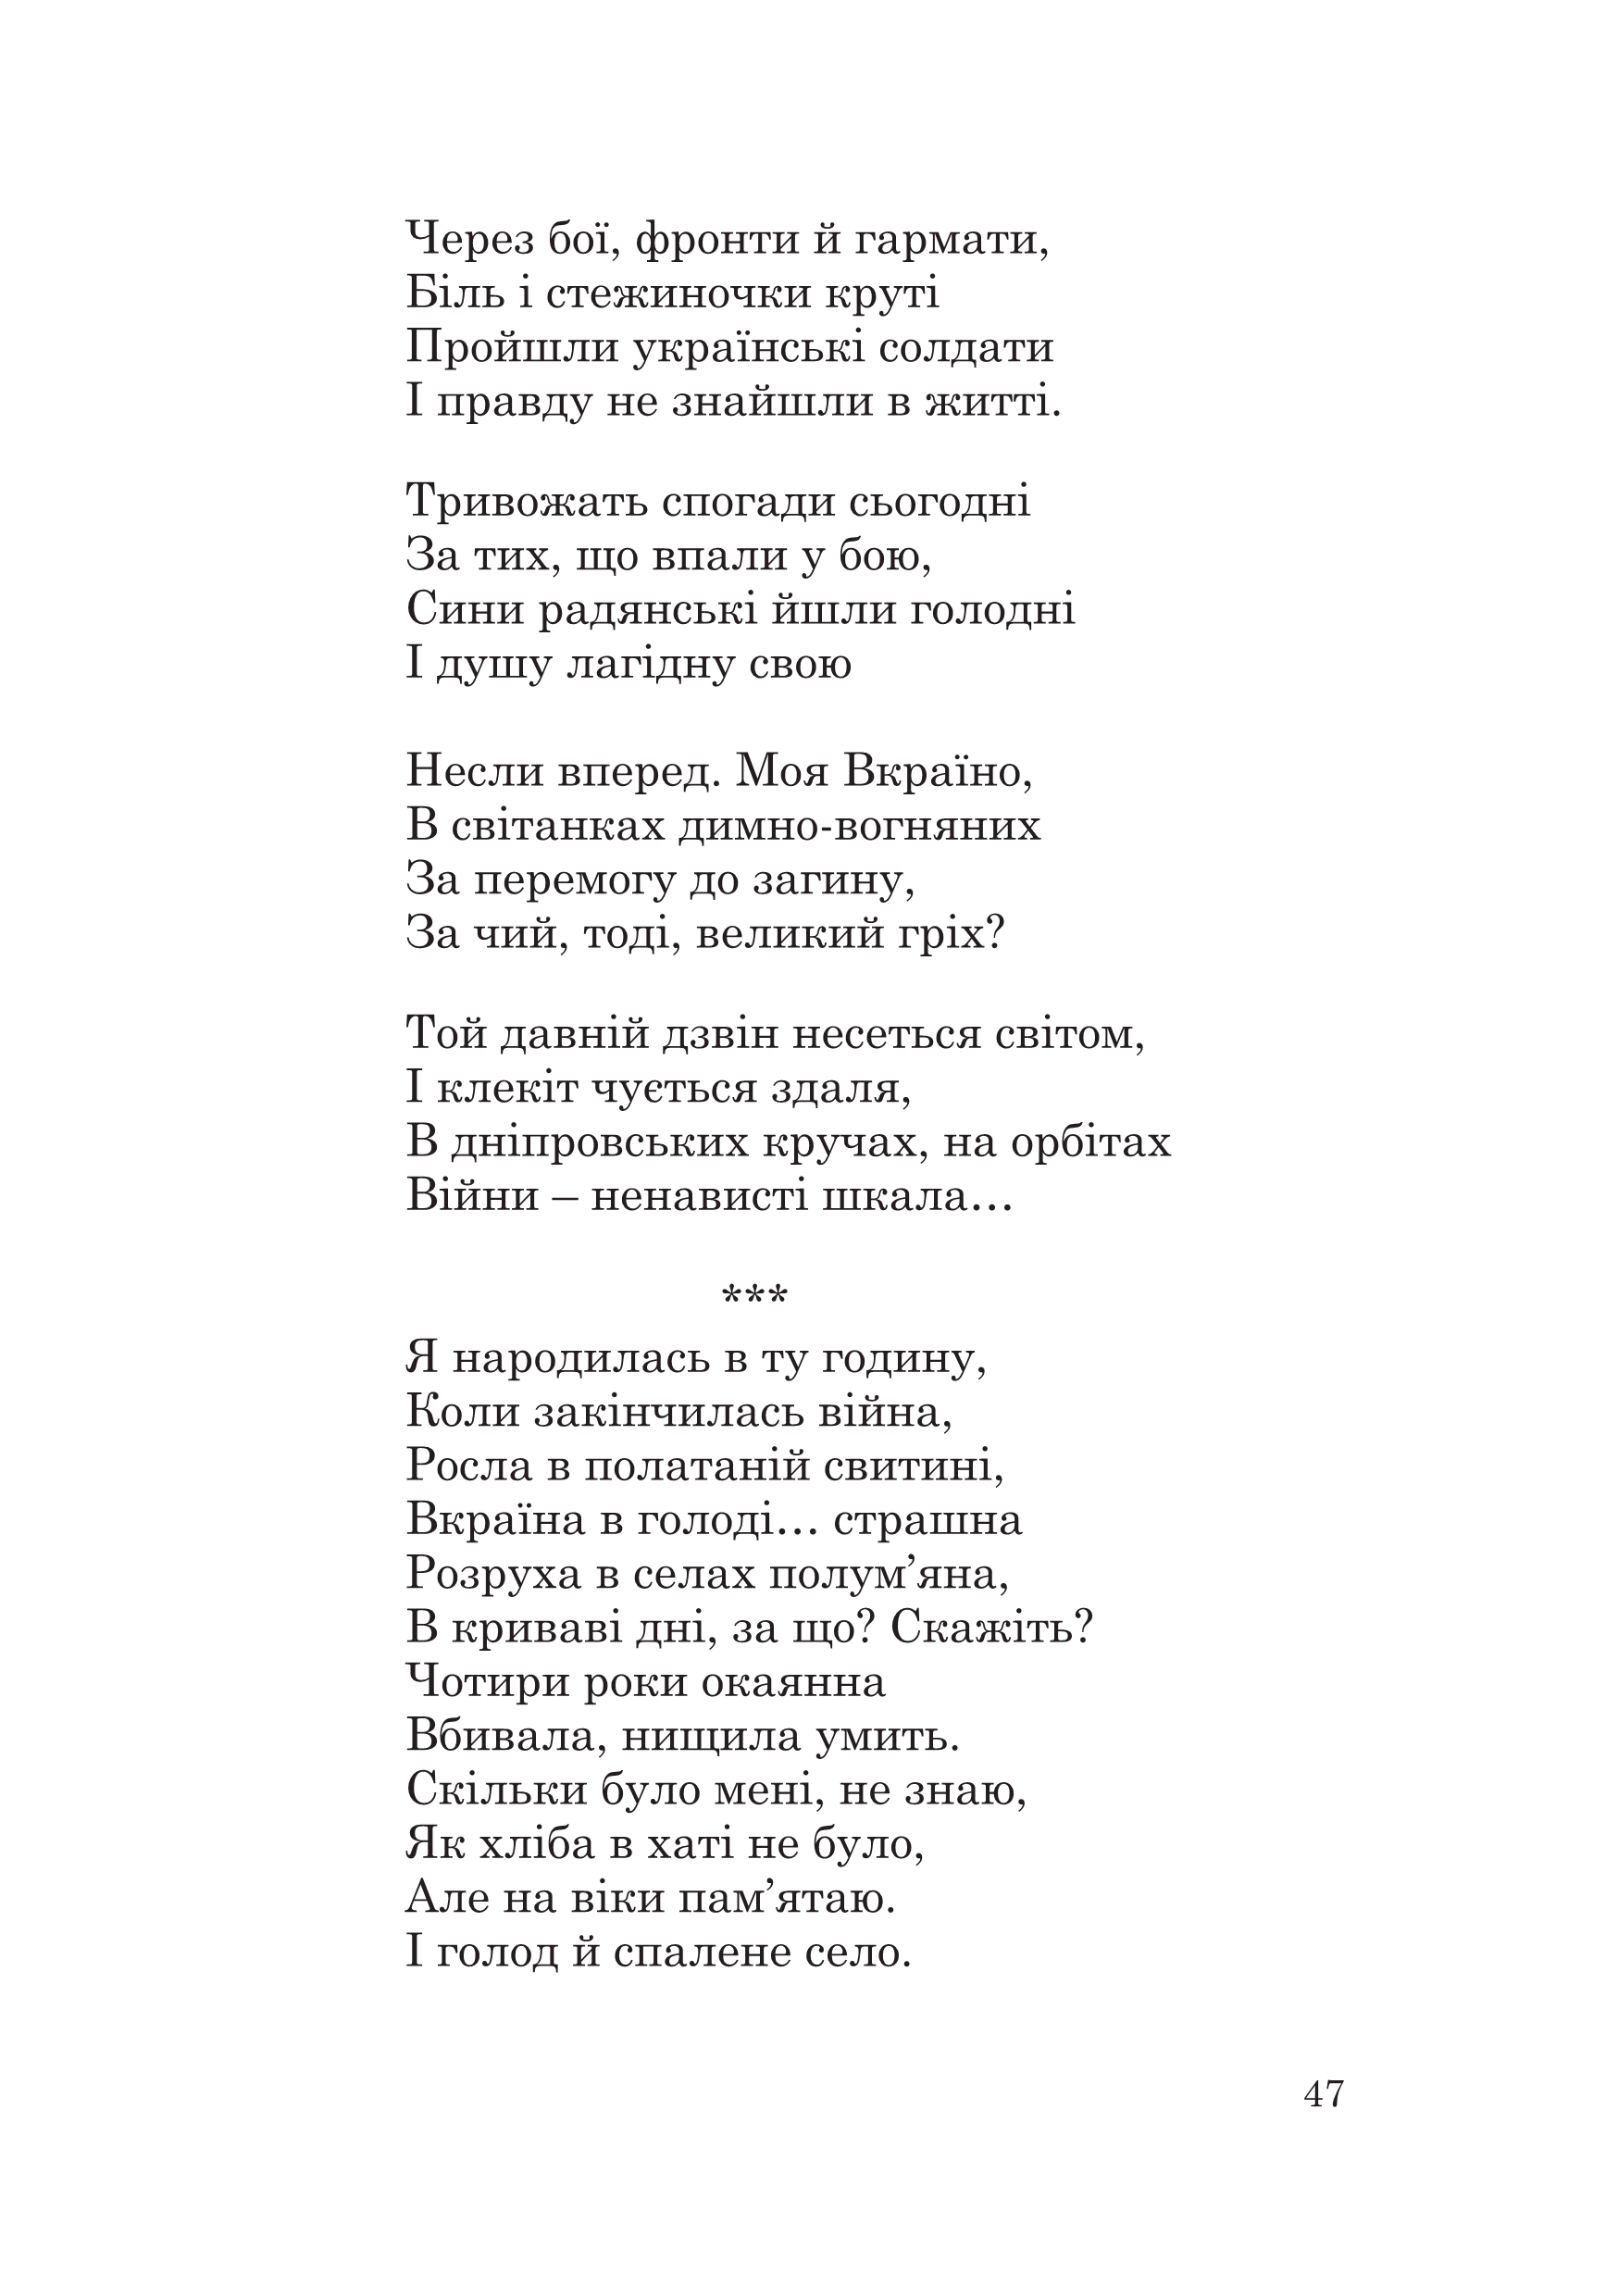 Через бої, фронти й гармати,
Біль і стежиночки круті
Пройшли українські солдати
І правду не знайшли в житті.

Тривожать спогади сьогодні
За тих, що впали у бою,
Сини радянські йшли голодні
І душу лагідну свою

Несли вперед. Моя Вкраїно,
В світанках димно-вогняних
За перемогу до загину,
За чий, тоді, великий гріх?

Той давній дзвін несеться світом,
І клекіт чується здаля,
В дніпровських кручах, на орбітах
Війни – ненависті шкала...

***
Я народилась в ту годину,
Коли закінчилась війна,
Росла в полатаній свитині,
Вкраїна в голоді... страшна
Розруха в селах полум’яна,
В криваві дні, за що? Скажіть?
Чотири роки окаянна
Вбивала, нищила умить.
Скільки було мені, не знаю,
Як хліба в хаті не було,
Але на віки пам’ятаю.
І голод й спалене село.

47